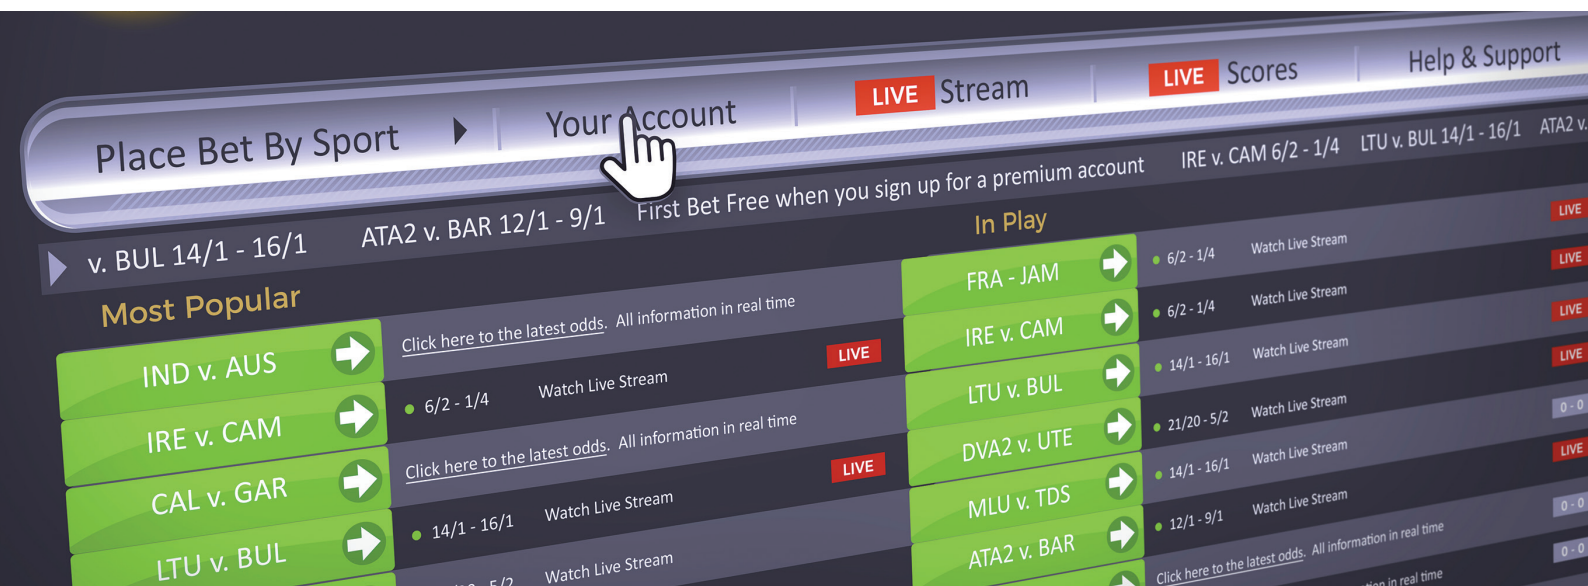 Place Bet By Sport
Your Account
LIVE Stream
LIVE Scores
Help & Support
v. BUL 14/1 - 16/1 ATA2 v. BAR 12/1 - 9/1 First Bet Free when you sign up for a premium account IRE v. CAM 6/2 - 1/4 LTU v. BUL 14/1 - 16/1 ATA2 v.
Most Popular
IND v. AUS Click here to the latest odds. All information in real time
IRE v. CAM 6/2 - 1/4 Watch Live Stream LIVE
CAL v. GAR Click here to the latest odds. All information in real time
LTU v. BUL 14/1 - 16/1 Watch Live Stream LIVE
5/2 Watch Live Stream
In Play
FRA - JAM 6/2 - 1/4 Watch Live Stream LIVE
IRE v. CAM 6/2 - 1/4 Watch Live Stream LIVE
LTU v. BUL 14/1 - 16/1 Watch Live Stream LIVE
DVA2 v. UTE 21/20 - 5/2 Watch Live Stream LIVE
MLU v. TDS 14/1 - 16/1 Watch Live Stream 0 - 0
ATA2 v. BAR 12/1 - 9/1 Watch Live Stream LIVE
Click here to the latest odds. All information in real time 0 - 0
in real time 0 - 0